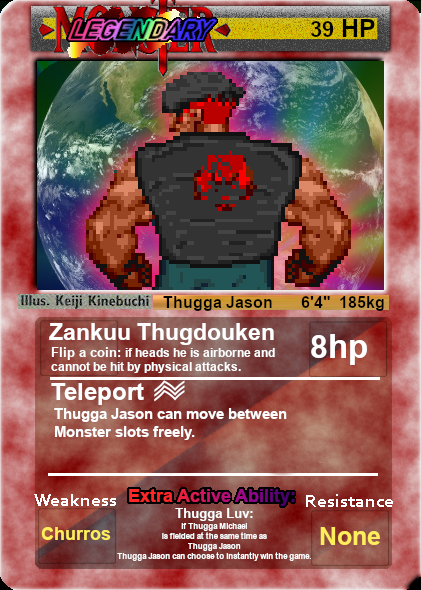 MONSTER
LEGENDARY
39 HP
Illus. Keiji Kinebuchi
Thugga Jason 6'4" 185kg
Zankuu Thugdouken
Flip a coin: if heads he is airborne and
cannot be hit by physical attacks.
8hp
Teleport
Thugga Jason can move between
Monster slots freely.
Weakness
Churros
Extra Active Ability:
Thugga Luv:
If Thugga Michael
is fielded at the same time as
Thugga Jason
Thugga Jason can choose to instantly win the game.
Resistance
None